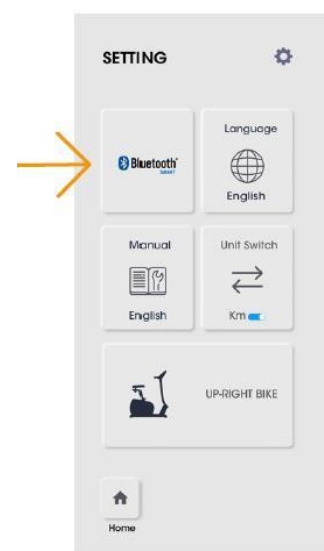 SETTING
Bluetooth
SMART
Language
English
Manual
English
Unit Switch
Km
UP-RIGHT BIKE
Home